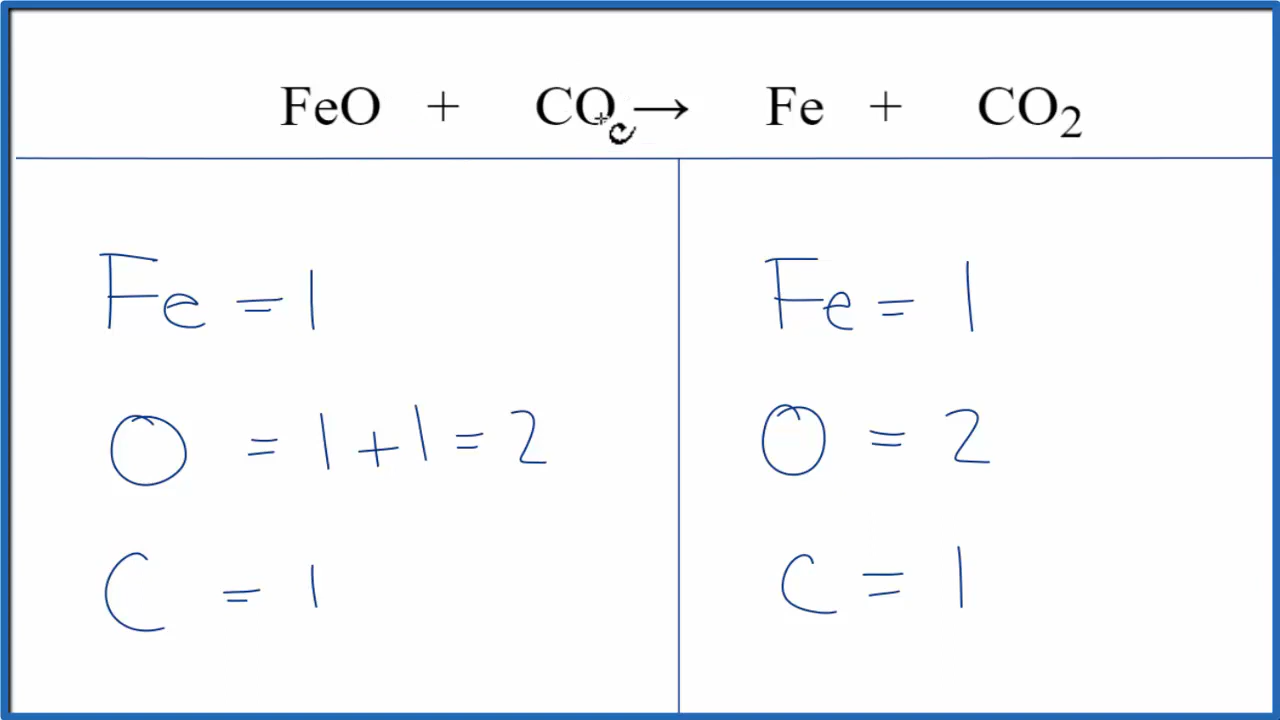 FeO + CO → Fe + CO₂
Fe = 1
O = 1 + 1 = 2
C = 1
Fe = 1
O = 2
C = 1